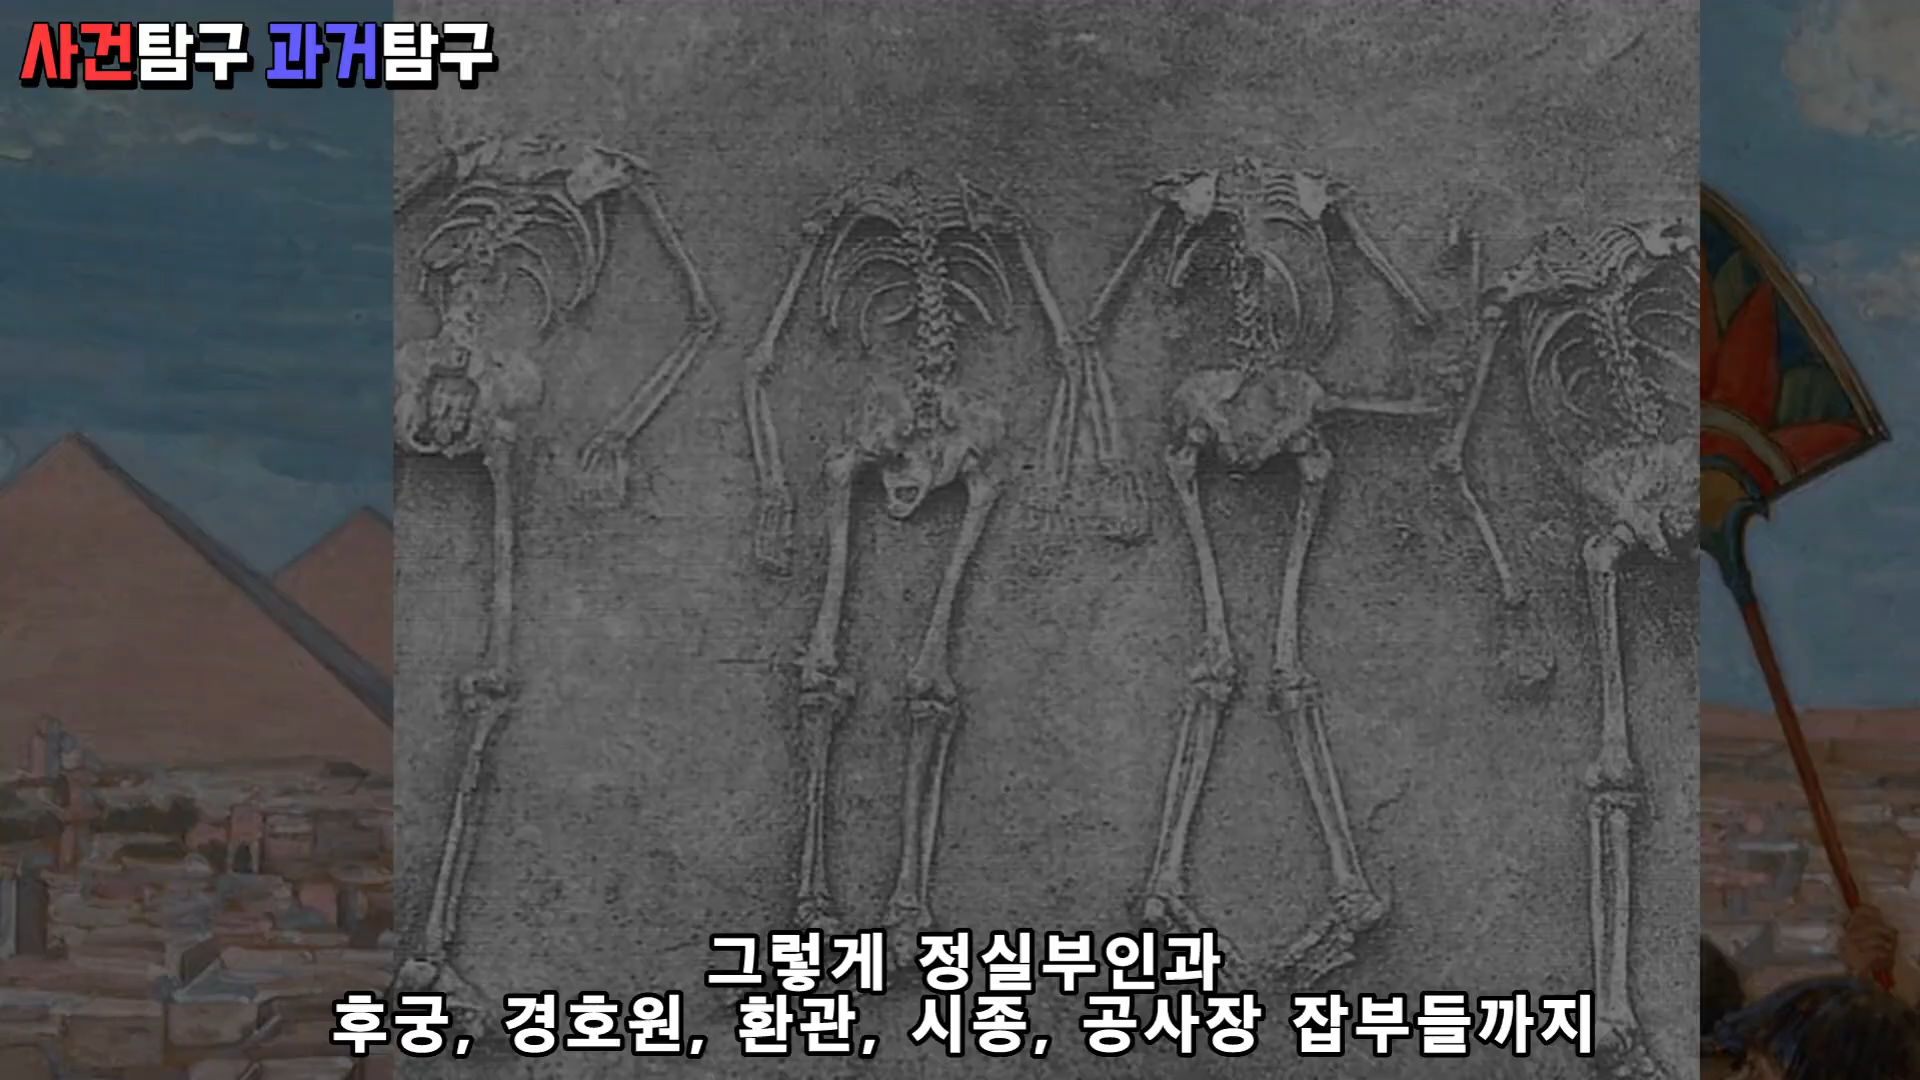 사건탐구 과거탐구
그렇게 정실부인과
후궁, 경호원, 환관, 시종, 공사장 잡부들까지